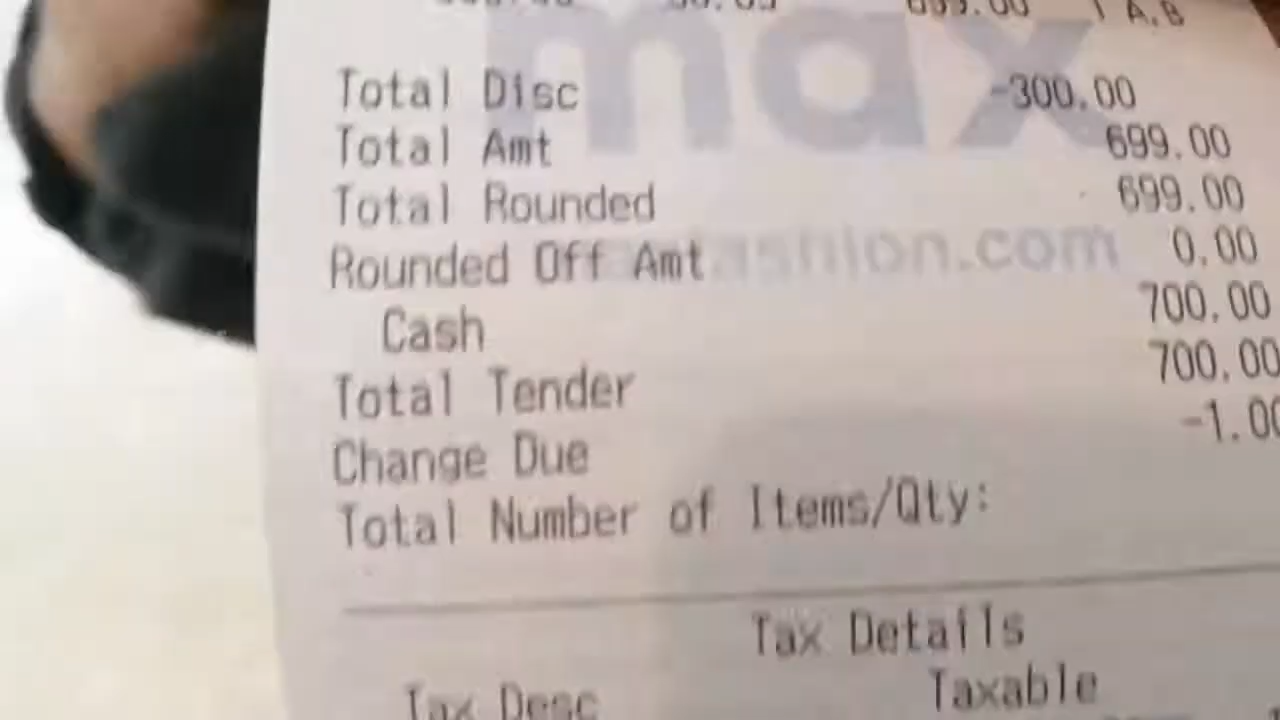 max
Total Disc -300.00
Total Amt 699.00
Total Rounded 699.00
Rounded Off Amt 0.00
Cash 700.00
Total Tender 700.00
Change Due -1.00
Total Number of Items/Qty:
Tax Details
Tax Desc Taxable